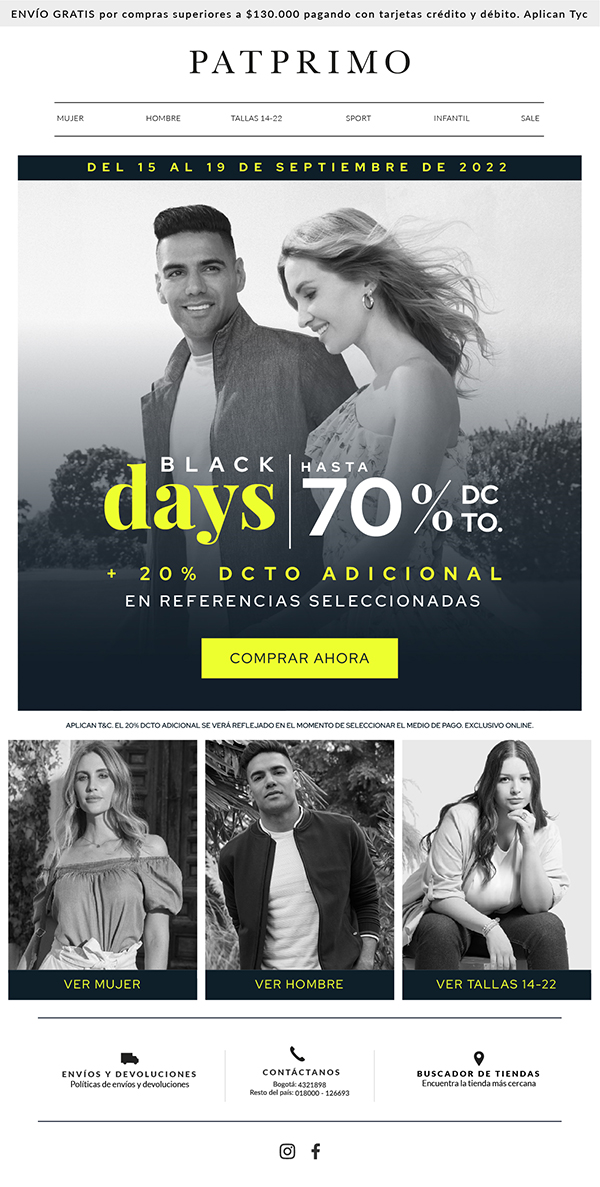 ENVÍO GRATIS por compras superiores a $130.000 pagando con tarjetas crédito y débito. Aplican Tyc
PATPRIMO
MUJER HOMBRE TALLAS 14-22 SPORT INFANTIL SALE
DEL 15 AL 19 DE SEPTIEMBRE DE 2022
BLACK
days
HASTA
70% DC
TO.
+ 20% DCTO ADICIONAL
EN REFERENCIAS SELECCIONADAS
COMPRAR AHORA
APLICAN T&C. EL 20% DCTO ADICIONAL SE VERÁ REFLEJADO EN EL MOMENTO DE SELECCIONAR EL MEDIO DE PAGO. EXCLUSIVO ONLINE.
VER MUJER
VER HOMBRE
VER TALLAS 14-22
ENVÍOS Y DEVOLUCIONES
Políticas de envíos y devoluciones
CONTÁCTANOS
Bogotá: 4321898
Resto del país: 018000 - 126693
BUSCADOR DE TIENDAS
Encuentra la tienda más cercana